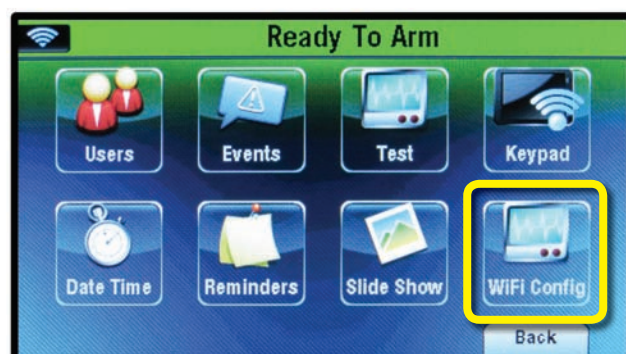 Ready To Arm
Users Events Test Keypad
Date Time Reminders Slide Show WiFi Config
Back